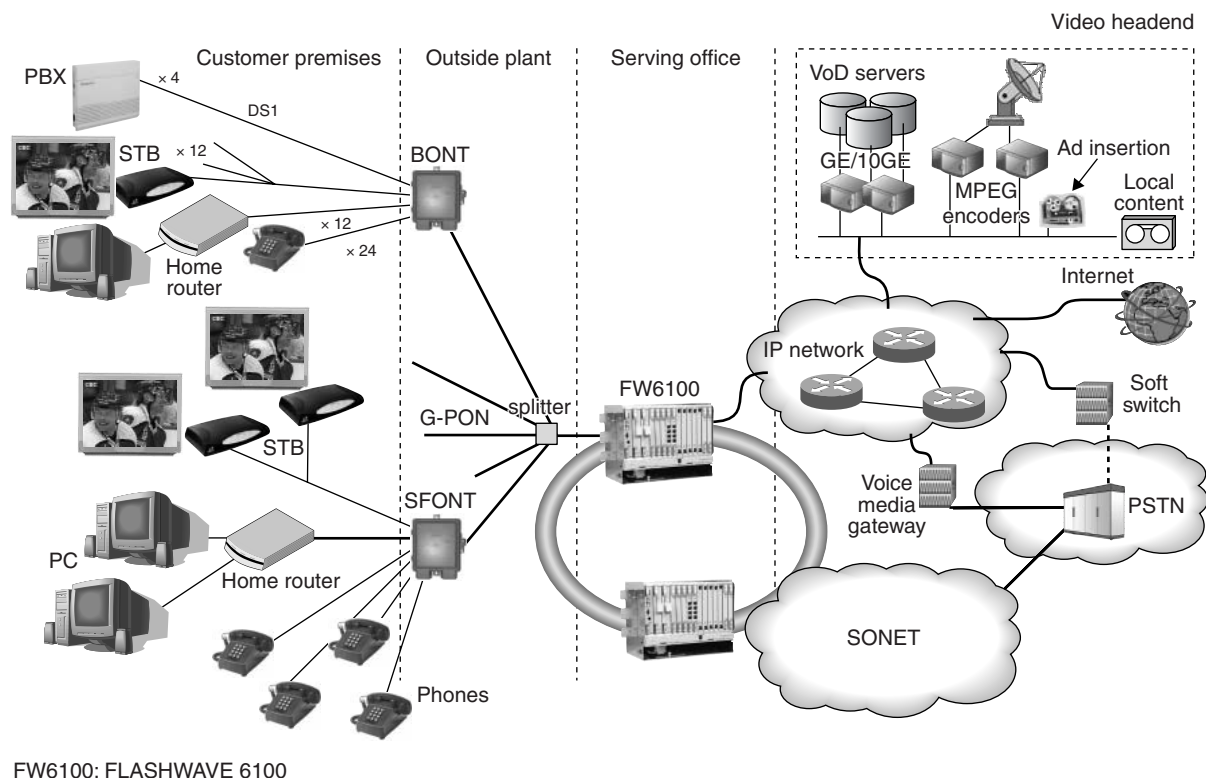 Video headend
Customer premises
Outside plant
Serving office
PBX
× 4
DS1
VoD servers
STB
× 12
BONT
GE/10GE
MPEG
encoders
Ad insertion
Local
content
× 12
× 24
Home
router
Internet
IP network
FW6100
Soft
switch
splitter
G-PON
STB
SFONT
Voice
media
gateway
PSTN
PC
Home router
SONET
Phones
FW6100: FLASHWAVE 6100